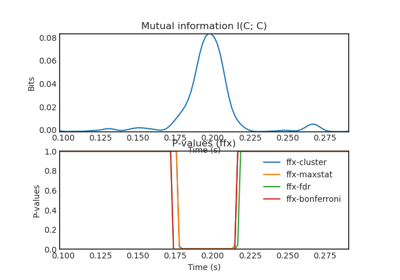 Mutual information I(C; C)
0.08
0.06
0.04
0.02
0.00
Bits
0.100 0.125 0.150 0.175 0.200 0.225 0.250 0.275
Time (s)
P-values (ffx)
1.0
0.8
0.6
0.4
0.2
0.0
P-values
ffx-cluster
ffx-maxstat
ffx-fdr
ffx-bonferroni
0.100 0.125 0.150 0.175 0.200 0.225 0.250 0.275
Time (s)